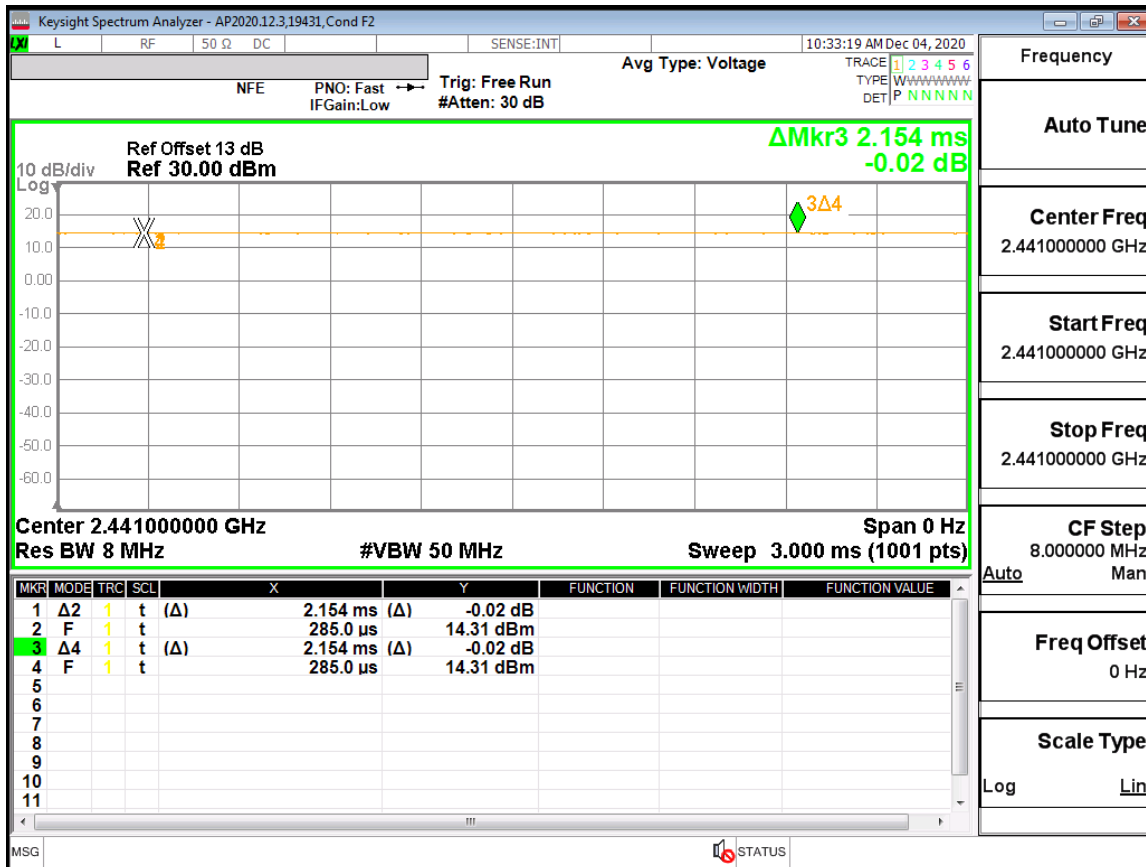 Keysight Spectrum Analyzer - AP2020.12.3,19431,Cond F2
LXI L RF 50 Ω DC SENSE:INT 10:33:19 AM Dec 04, 2020
NFE PNO: Fast Trig: Free Run Avg Type: Voltage TRACE 1 2 3 4 5 6
IFGain:Low #Atten: 30 dB TYPE WWWWWWW
DET P N N N N N
Ref Offset 13 dB ΔMkr3 2.154 ms
10 dB/div Ref 30.00 dBm -0.02 dB
Log
20.0
10.0
0.00
-10.0
-20.0
-30.0
-40.0
-50.0
-60.0
3Δ4
Center 2.441000000 GHz Span 0 Hz
Res BW 8 MHz #VBW 50 MHz Sweep 3.000 ms (1001 pts)
MKR MODE TRC SCL X Y FUNCTION FUNCTION WIDTH FUNCTION VALUE
1 Δ2 1 t (Δ) 2.154 ms (Δ) -0.02 dB
2 F 1 t 285.0 µs 14.31 dBm
3 Δ4 1 t (Δ) 2.154 ms (Δ) -0.02 dB
4 F 1 t 285.0 µs 14.31 dBm
5
6
7
8
9
10
11
MSG STATUS
Frequency
Auto Tune
Center Freq
2.441000000 GHz
Start Freq
2.441000000 GHz
Stop Freq
2.441000000 GHz
CF Step
8.000000 MHz
Auto Man
Freq Offset
0 Hz
Scale Type
Log Lin